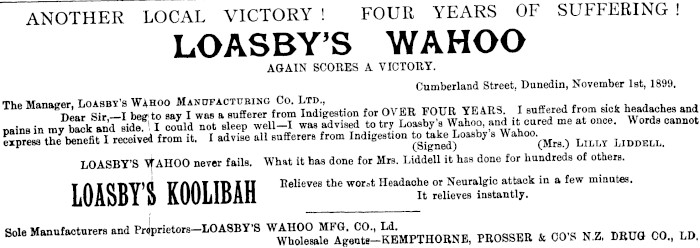 ANOTHER LOCAL VICTORY! FOUR YEARS OF SUFFERING!
LOASBY'S WAHOO
AGAIN SCORES A VICTORY.
Cumberland Street, Dunedin, November 1st, 1899.
The Manager, LOASBY'S WAHOO MANUFACTURING CO. LTD.,
Dear Sir,—I beg to say I was a sufferer from Indigestion for OVER FOUR YEARS. I suffered from sick headaches and
pains in my back and side. I could not sleep well—I was advised to try Loasby's Wahoo, and it cured me at once. Words cannot
express the benefit I received from it. I advise all sufferers from Indigestion to take Loasby's Wahoo.
(Signed) (Mrs.) LILLY LIDDELL.
LOASBY'S WAHOO never fails. What it has done for Mrs. Liddell it has done for hundreds of others.
LOASBY'S KOOLIBAH
Relieves the worst Headache or Neuralgic attack in a few minutes.
It relieves instantly.
Sole Manufacturers and Proprietors—LOASBY'S WAHOO MFG. CO., Ld.
Wholesale Agents—KEMPTHORNE, PROSSER & CO'S N.Z. DRUG CO., LD.